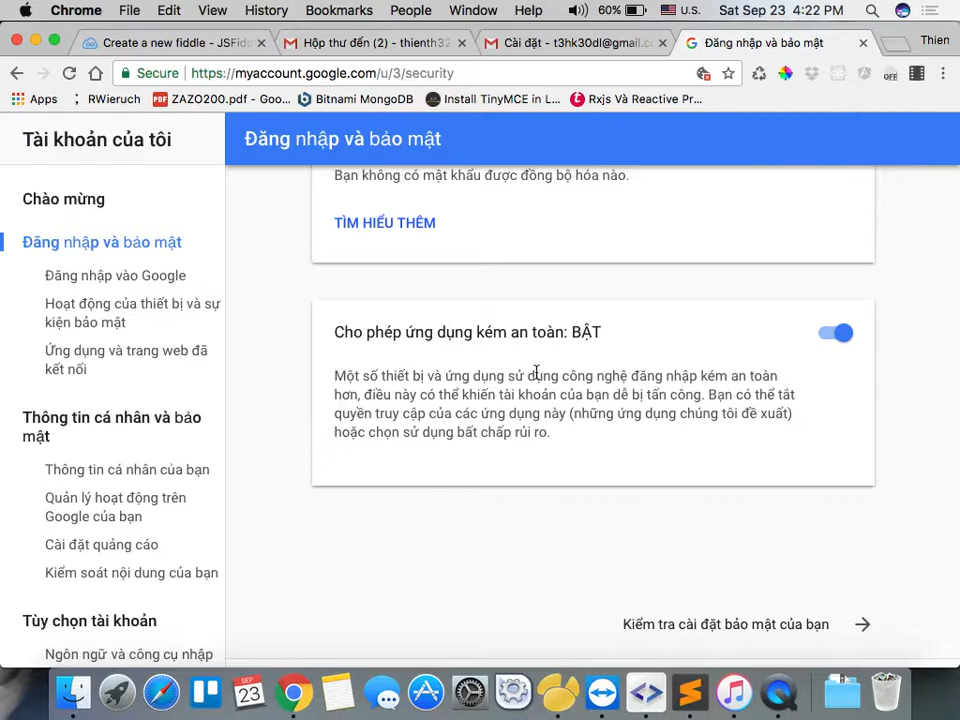 Chrome File Edit View History Bookmarks People Window Help 60% U.S. Sat Sep 23 4:22 PM
Create a new fiddle - JSFid Hộp thư đến (2) - thienth32 Cài đặt - t3hk30dl@gmail.c Đăng nhập và bảo mật Thien
Secure https://myaccount.google.com/u/3/security OFF
Apps RWieruch ZAZO200.pdf - Goo... Bitnami MongoDB Install TinyMCE in L... Rxjs Và Reactive Pr...
Tài khoản của tôi
Đăng nhập và bảo mật
Chào mừng
Đăng nhập và bảo mật
Đăng nhập vào Google
Hoạt động của thiết bị và sự
kiện bảo mật
Ứng dụng và trang web đã
kết nối
Thông tin cá nhân và bảo
mật
Thông tin cá nhân của bạn
Quản lý hoạt động trên
Google của bạn
Cài đặt quảng cáo
Kiểm soát nội dung của bạn
Tùy chọn tài khoản
Ngôn ngữ và công cụ nhập
Bạn không có mật khẩu được đồng bộ hóa nào.
TÌM HIỂU THÊM
Cho phép ứng dụng kém an toàn: BẬT
Một số thiết bị và ứng dụng sử dụng công nghệ đăng nhập kém an toàn
hơn, điều này có thể khiến tài khoản của bạn dễ bị tấn công. Bạn có thể tắt
quyền truy cập của các ứng dụng này (những ứng dụng chúng tôi đề xuất)
hoặc chọn sử dụng bất chấp rủi ro.
Kiểm tra cài đặt bảo mật của bạn
SEP
23